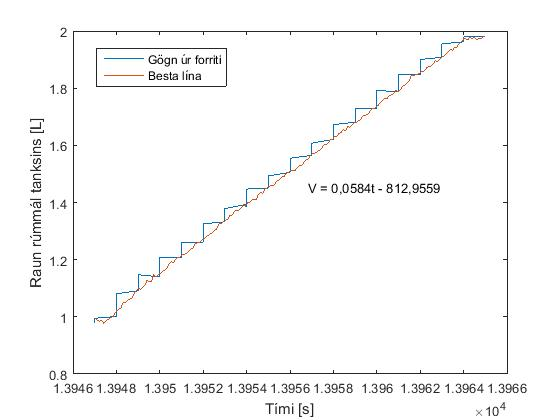 2
1.8
1.6
1.4
1.2
1
0.8
Raun rúmmál tanksins [L]
Gögn úr forriti
Besta lína
V = 0,0584t - 812,9559
1.3946 1.3948 1.395 1.3952 1.3954 1.3956 1.3958 1.396 1.3962 1.3964 1.3966
Tími [s]
×10⁴